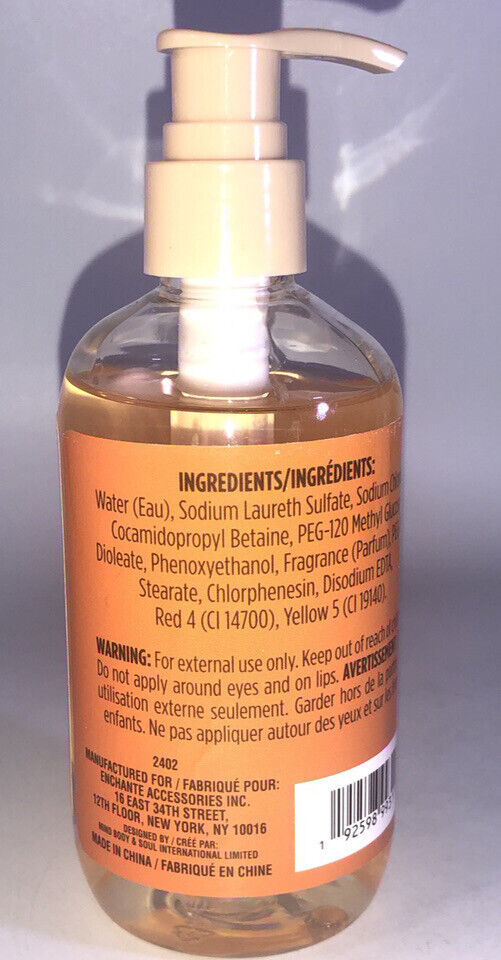 INGREDIENTS/INGRÉDIENTS:
Water (Eau), Sodium Laureth Sulfate, Sodium
Cocamidopropyl Betaine, PEG-120 Methyl
Dioleate, Phenoxyethanol, Fragrance (Parfum),
Stearate, Chlorphenesin, Disodium EDTA,
Red 4 (CI 14700), Yellow 5 (CI 19140).
WARNING: For external use only. Keep out of reach of
Do not apply around eyes and on lips. AVERTISSEMENT
utilisation externe seulement. Garder hors de la
enfants. Ne pas appliquer autour des yeux et sur
2402
MANUFACTURED FOR / FABRIQUÉ POUR:
ENCHANTE ACCESSORIES INC.
16 EAST 34TH STREET,
12TH FLOOR, NEW YORK, NY 10016
DESIGNED BY / CRÉÉ PAR:
MIND BODY & SOUL INTERNATIONAL LIMITED
MADE IN CHINA / FABRIQUÉ EN CHINE
1 92598